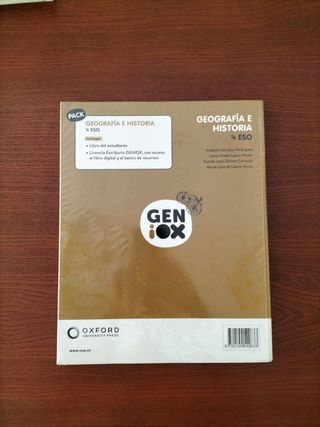 PACK
GEOGRAFÍA E HISTORIA
4 ESO
Incluye:
• Libro del estudiante
• Licencia Escritorio GENiOX, con acceso
al libro digital y al banco de recursos
GEOGRAFÍA E
HISTORIA
4 ESO
GEN
iOX
OXFORD
UNIVERSITY PRESS
www.oup.es